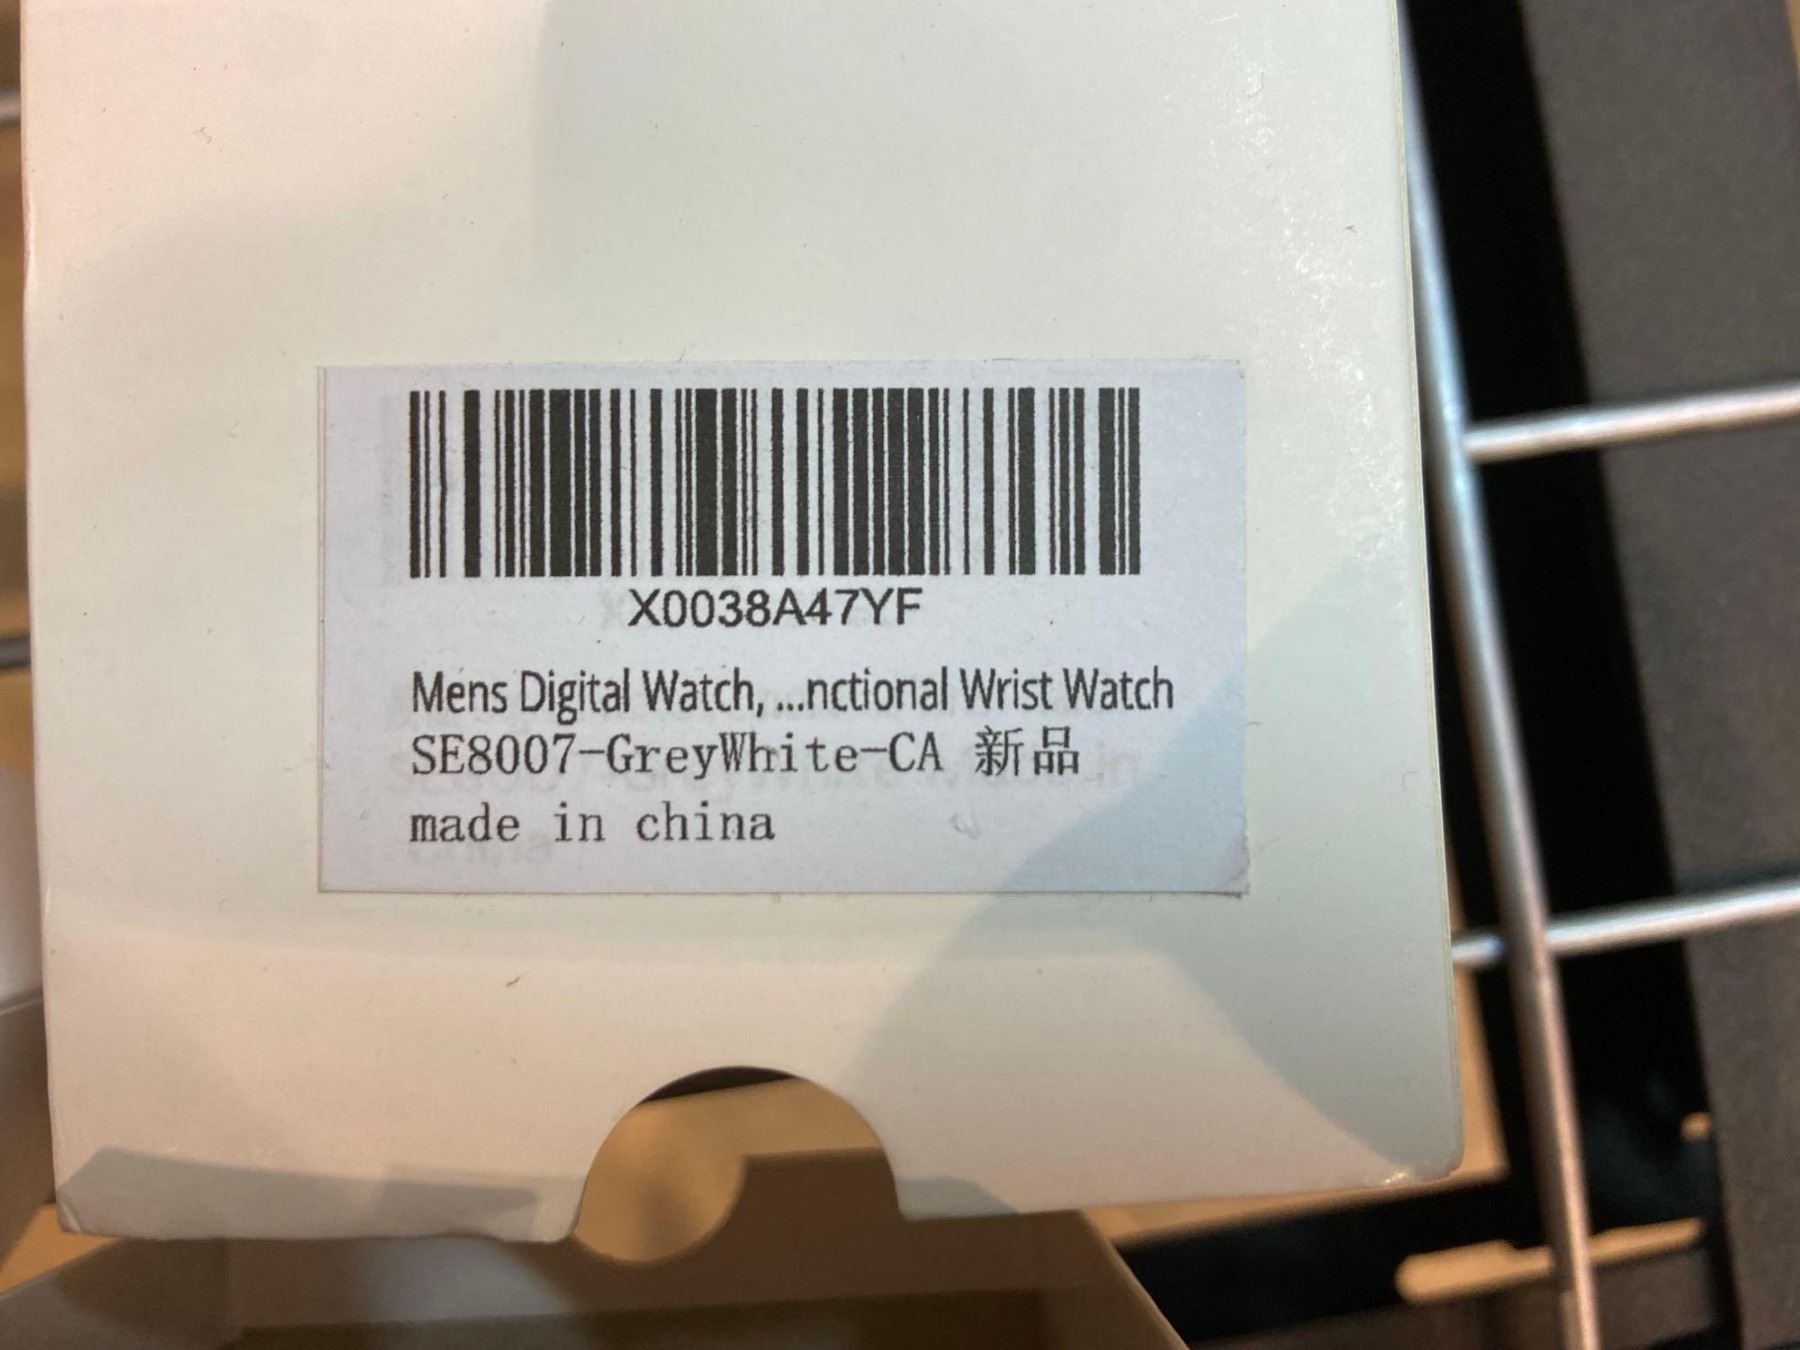 X0038A47YF
Mens Digital Watch, ...nctional Wrist Watch
SE8007-GreyWhite-CA 新品
made in china